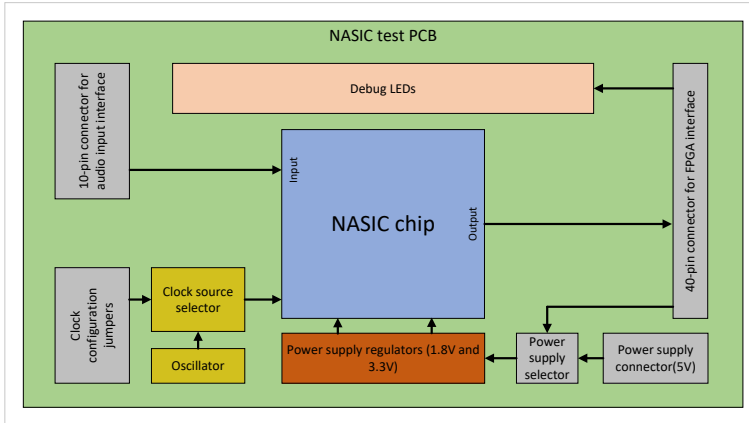 NASIC test PCB
10-pin connector for
audio input interface
Debug LEDs
40-pin connector for FPGA interface
Input
NASIC chip
Output
Clock
configuration
jumpers
Clock source
selector
Oscillator
Power supply regulators (1.8V and
3.3V)
Power
supply
selector
Power supply
connector(5V)